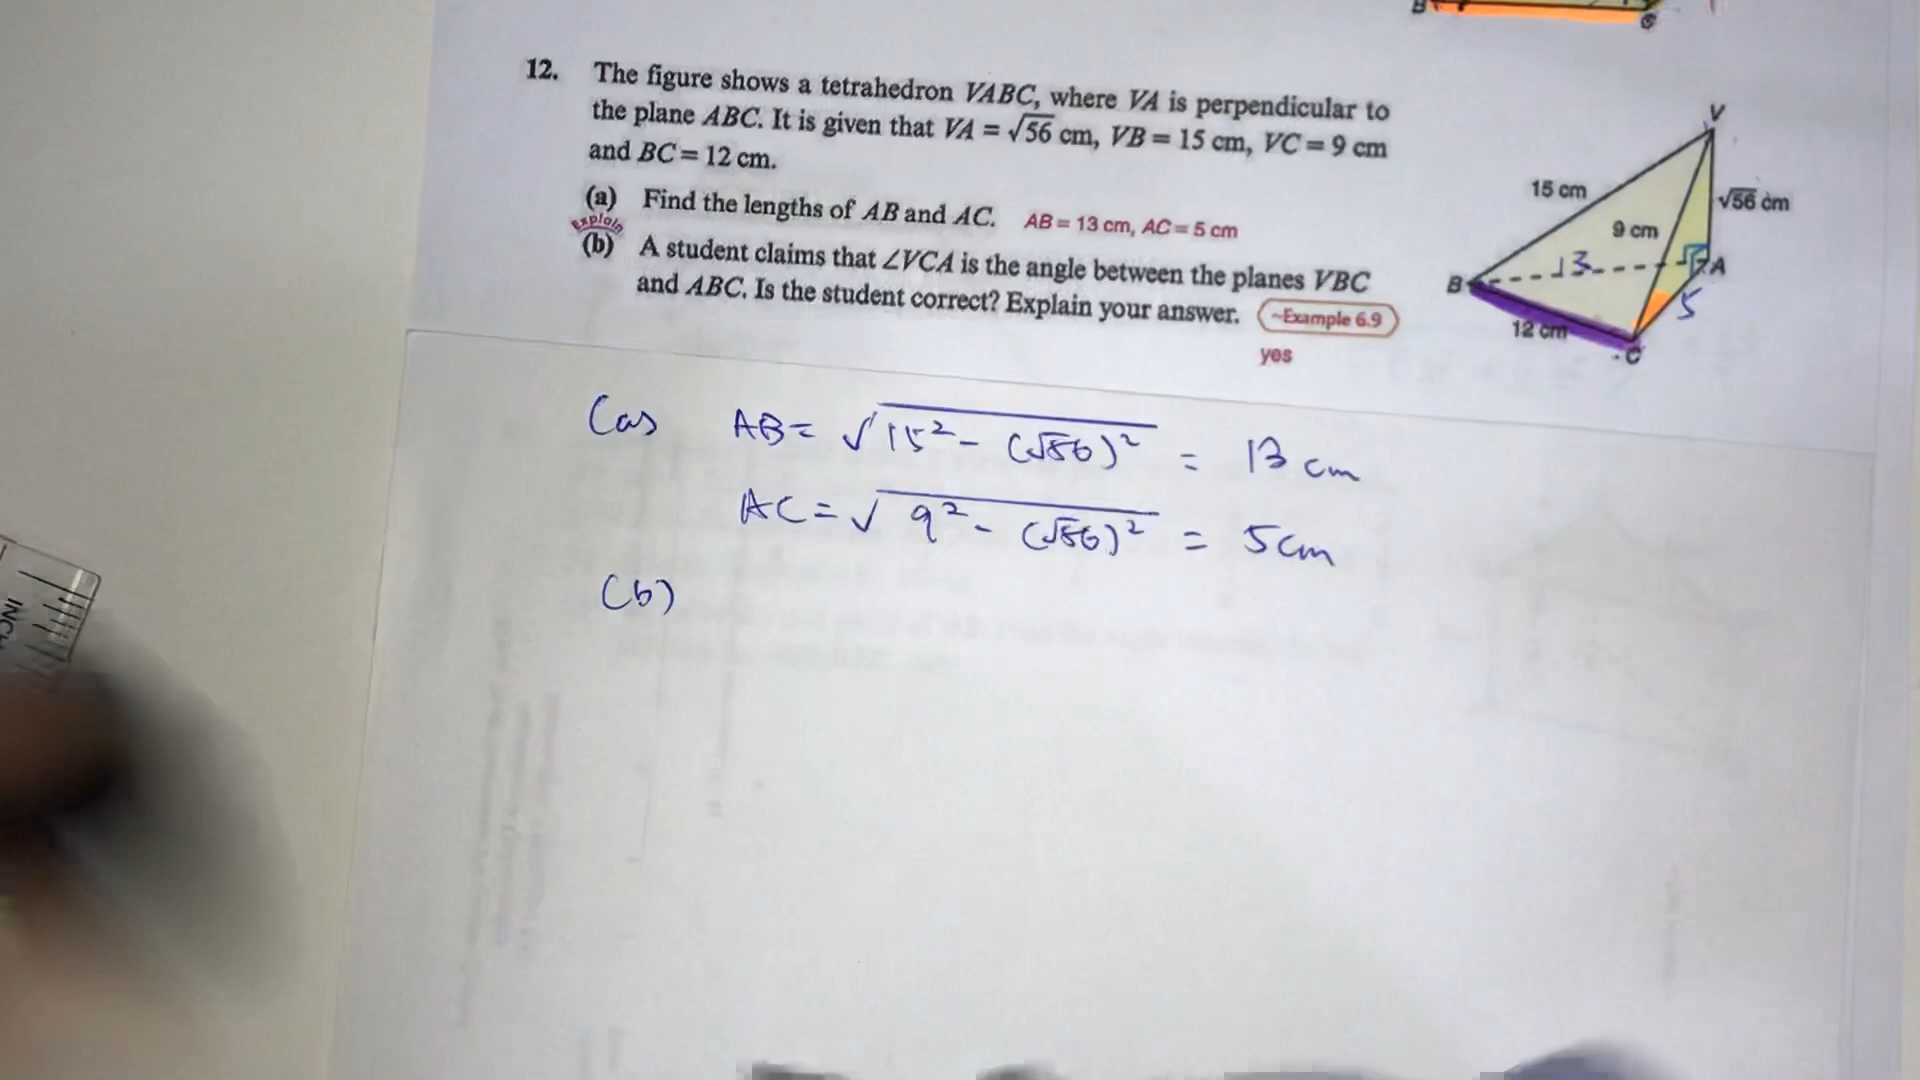 B
C
12. The figure shows a tetrahedron VABC, where VA is perpendicular to
the plane ABC. It is given that VA = √56 cm, VB = 15 cm, VC = 9 cm
and BC = 12 cm.
(a) Find the lengths of AB and AC. AB = 13 cm, AC = 5 cm
Explain
(b) A student claims that ∠VCA is the angle between the planes VBC
and ABC. Is the student correct? Explain your answer. ~Example 6.9
yes
V
15 cm
√56 cm
9 cm
13
A
B
5
12 cm
C
(a) AB = √15² - (√56)² = 13 cm
AC = √9² - (√56)² = 5cm
(b)
INCH